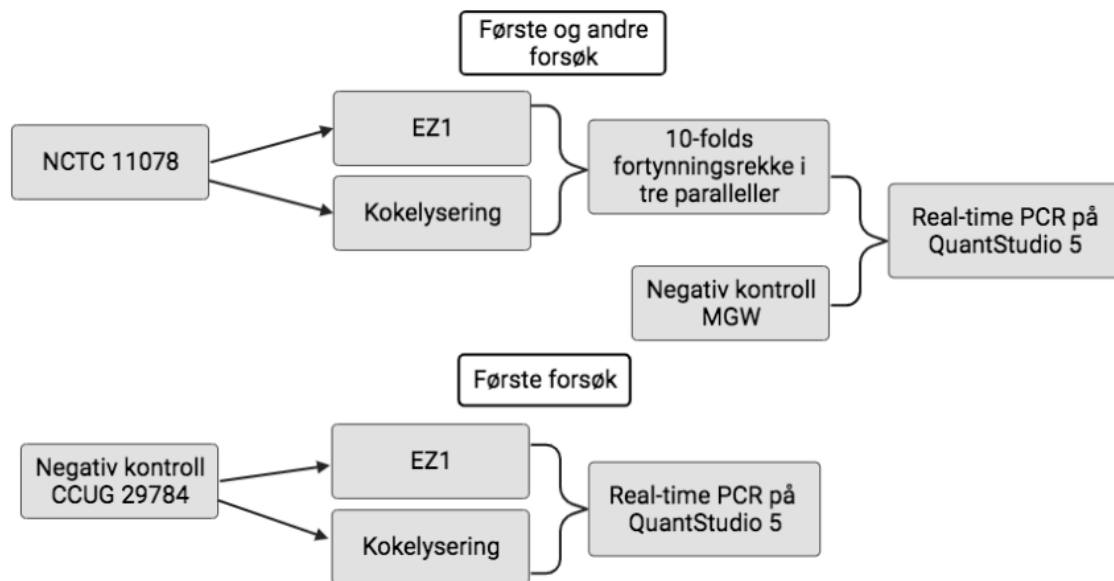 Første og andre
forsøk
EZ1
NCTC 11078
Kokelysering
10-folds
fortynningsrekke i
tre paralleller
Real-time PCR på
QuantStudio 5
Negativ kontroll
MGW
Første forsøk
Negativ kontroll
CCUG 29784
EZ1
Kokelysering
Real-time PCR på
QuantStudio 5